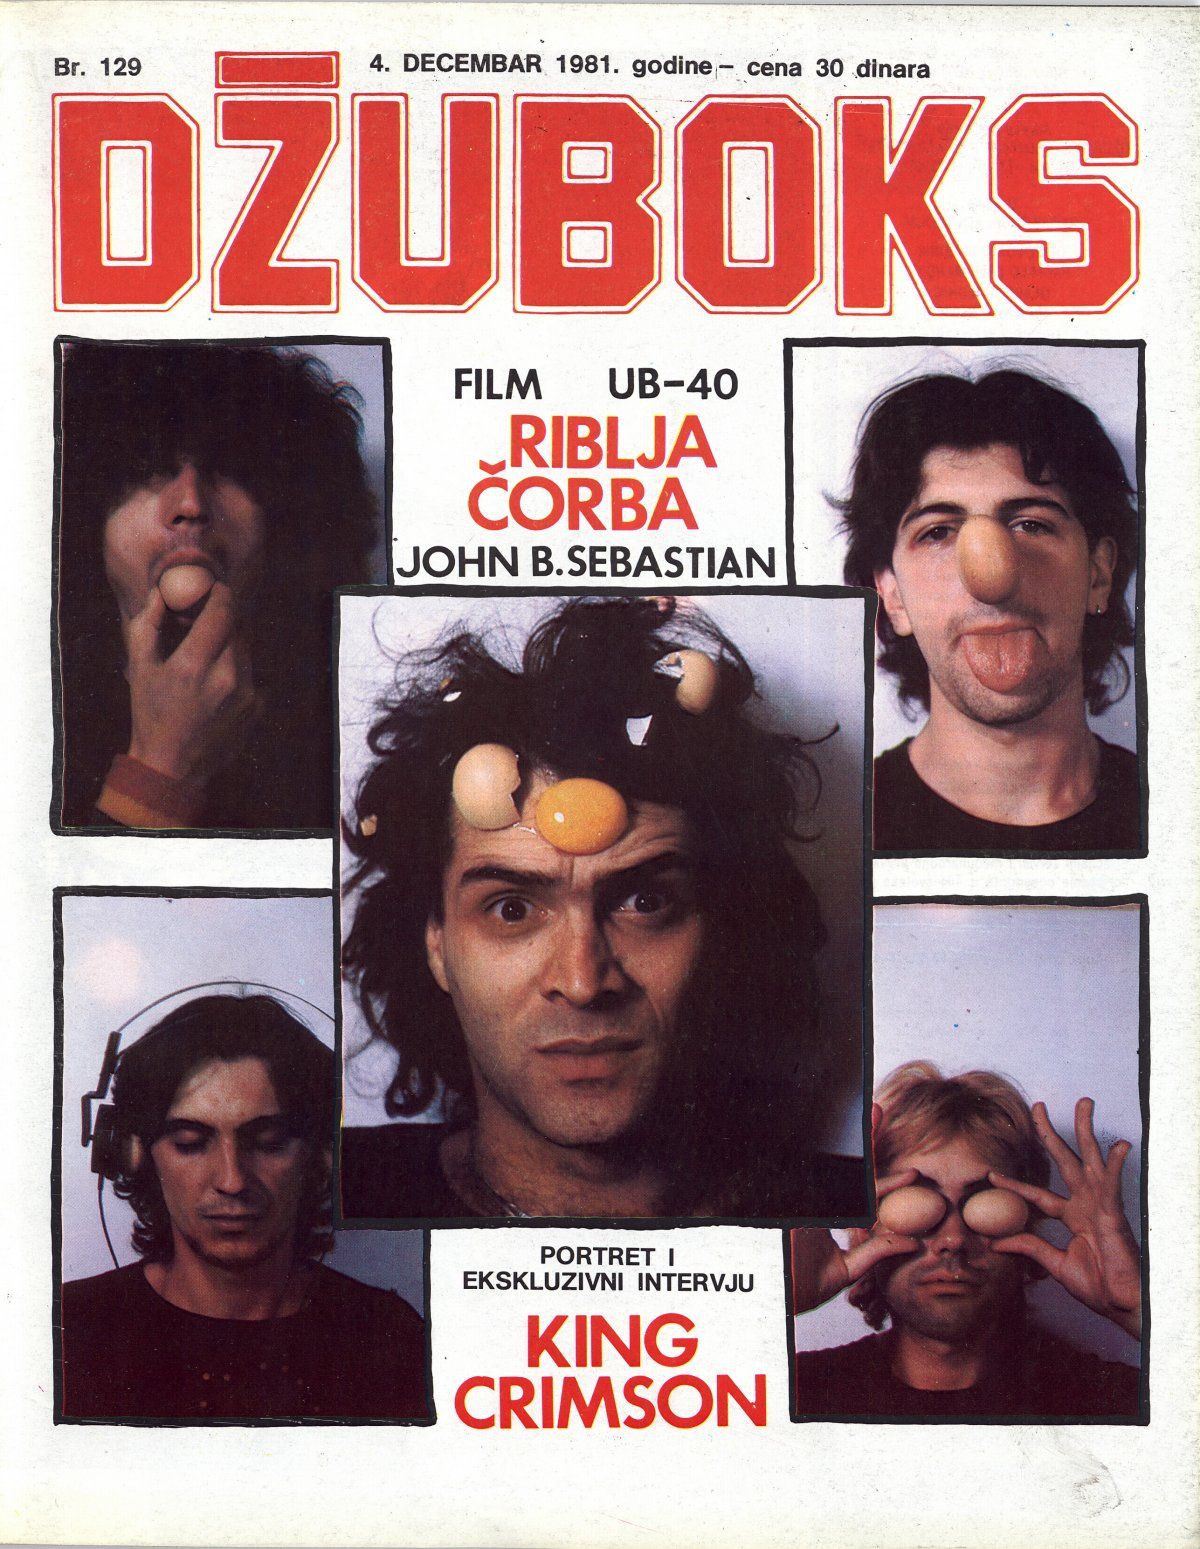 Br. 129
4. DECEMBAR 1981. godine – cena 30 dinara
DŽUBOKS
FILM UB-40
RIBLJA
ČORBA
JOHN B. SEBASTIAN
PORTRET I
EKSKLUZIVNI INTERVJU
KING
CRIMSON